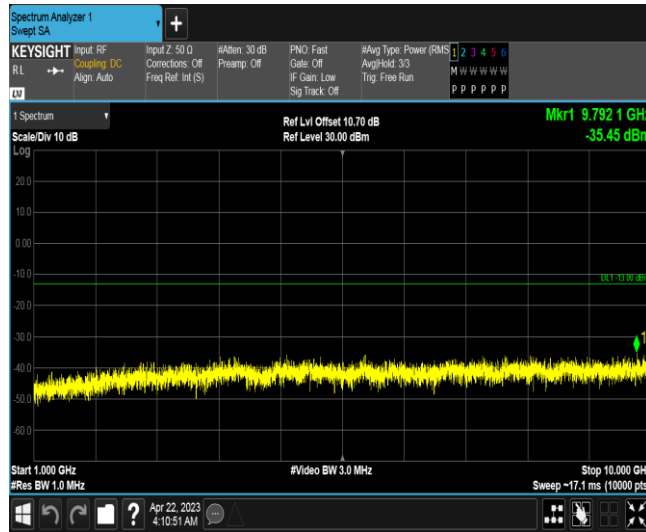 Spectrum Analyzer 1
Swept SA
+
KEYSIGHT Input: RF Input Z: 50 Ω #Atten: 30 dB PNO: Fast #Avg Type: Power (RMS 1 2 3 4 5 6
RL Coupling: DC Corrections: Off Preamp: Off Gate: Off Avg|Hold: 3/3 M W W W W W
Align: Auto Freq Ref: Int (S) IF Gain: Low Trig: Free Run
LXI Sig Track: Off P P P P P P
1 Spectrum Ref Lvl Offset 10.70 dB Mkr1 9.792 1 GHz
Scale/Div 10 dB Ref Level 30.00 dBm -35.45 dBm
Log
20.0
10.0
0.00
-10.0
DL1 -13.00 dBm
-20.0
-30.0
1
-40.0
-50.0
-60.0
Start 1.000 GHz #Video BW 3.0 MHz Stop 10.000 GHz
#Res BW 1.0 MHz Sweep ~17.1 ms (10000 pts)
? Apr 22, 2023
4:10:51 AM